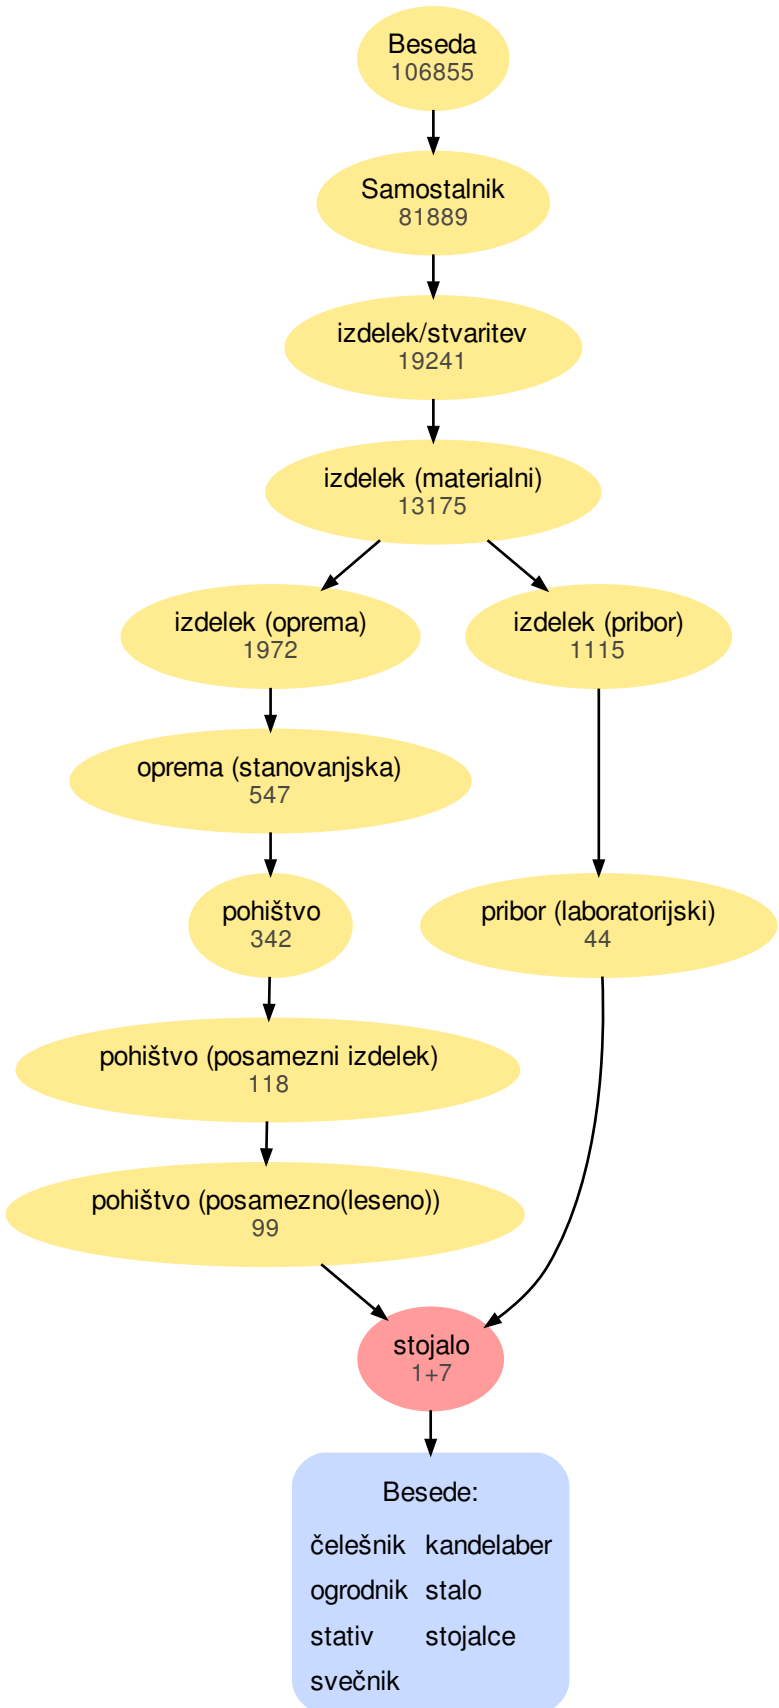 Beseda
106855
Samostalnik
81889
izdelek/stvaritev
19241
izdelek (materialni)
13175
izdelek (oprema)
1972
izdelek (pribor)
1115
oprema (stanovanjska)
547
pohištvo
342
pribor (laboratorijski)
44
pohištvo (posamezni izdelek)
118
pohištvo (posamezno(leseno))
99
stojalo
1+7
Besede:
čelešnik kandelaber
ogrodnik stalo
stativ stojalce
svečnik